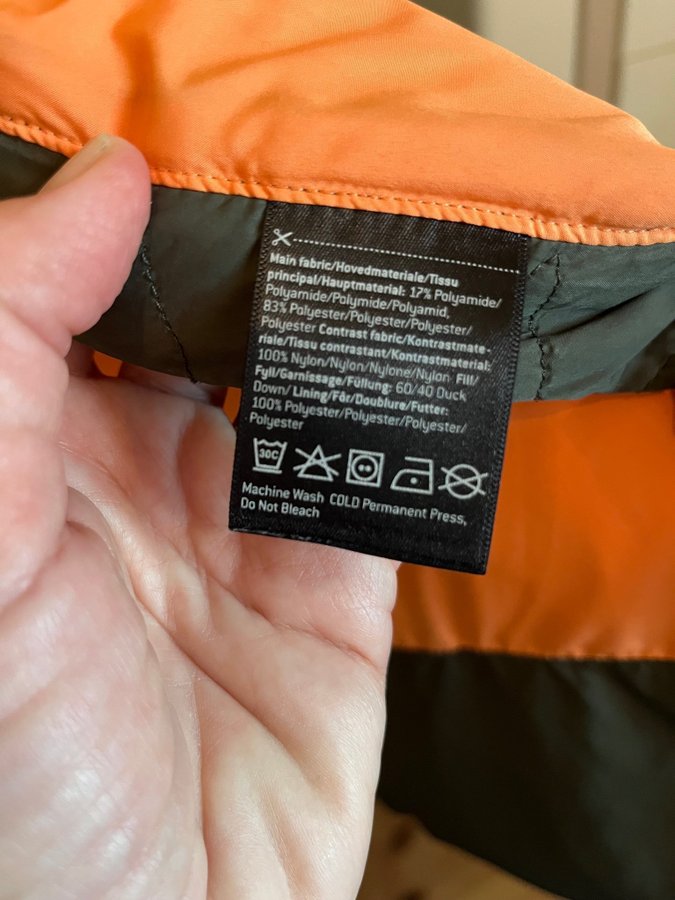 Main fabric/Hovedmateriale/Tissu
principal/Hauptmaterial: 17% Polyamide/
Polyamide/Polymide/Polyamid,
83% Polyester/Polyester/Polyester/
Polyester Contrast fabric/Kontrastmate-
riale/Tissu contrastant/Kontrastmaterial:
100% Nylon/Nylon/Nylone/Nylan Fill/
Fyll/Garnissage/Füllung: 60/40 Duck
Down/ Lining/Fôr/Doublure/Futter:
100% Polyester/Polyester/Polyester/
Polyester
30C
Machine Wash COLD Permanent Press,
Do Not Bleach